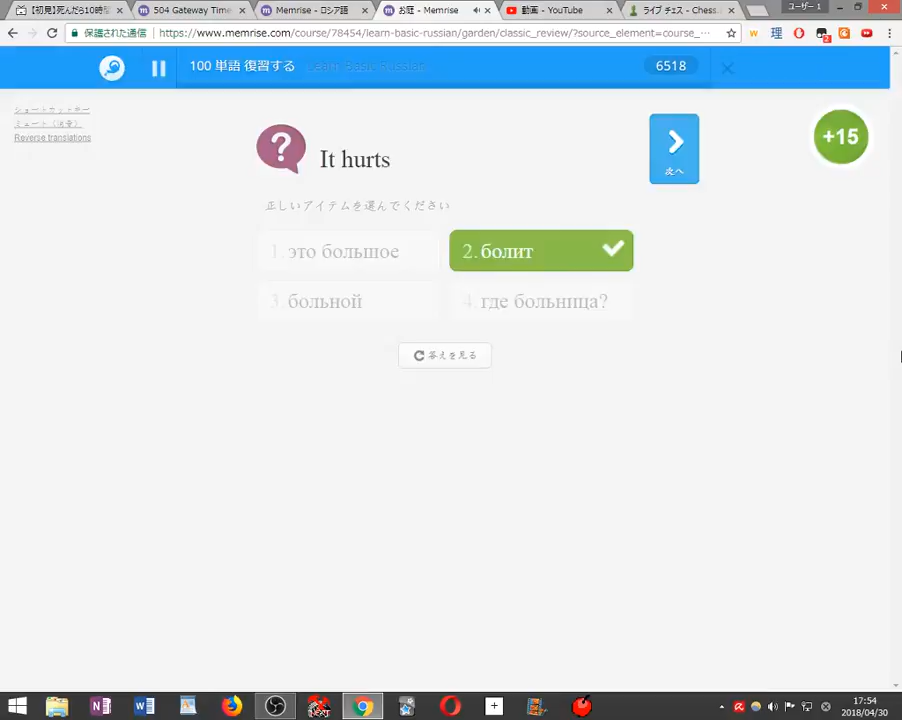 【初見】死んだら10時間
504 Gateway Time
Memrise - ロシア語
お庭 - Memrise
動画 - YouTube
ライブ チェス - Chess.
ユーザー 1
保護された通信
https://www.memrise.com/course/78454/learn-basic-russian/garden/classic_review/?source_element=course_…
100 単語 復習する
Learn Basic Russian
6518
ショートカットキー
ミュート（消音）
Reverse translations
+15
It hurts
次へ
正しいアイテムを選んでください
1. это большое
2. болит
3. больной
4. где больница?
答えを見る
17:54
2018/04/30